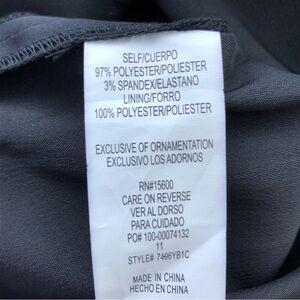 SELF/CUERPO
97% POLYESTER/POLIESTER
3% SPANDEX/ELASTANO
LINING/FORRO
100% POLYESTER/POLIESTER
EXCLUSIVE OF ORNAMENTATION
EXCLUSIVO LOS ADORNOS
RN#15600
CARE ON REVERSE
VER AL DORSO
PARA CUIDADO
PO# 100-00074132
11
STYLE# 7466YB1C
MADE IN CHINA
HECHO EN CHINA